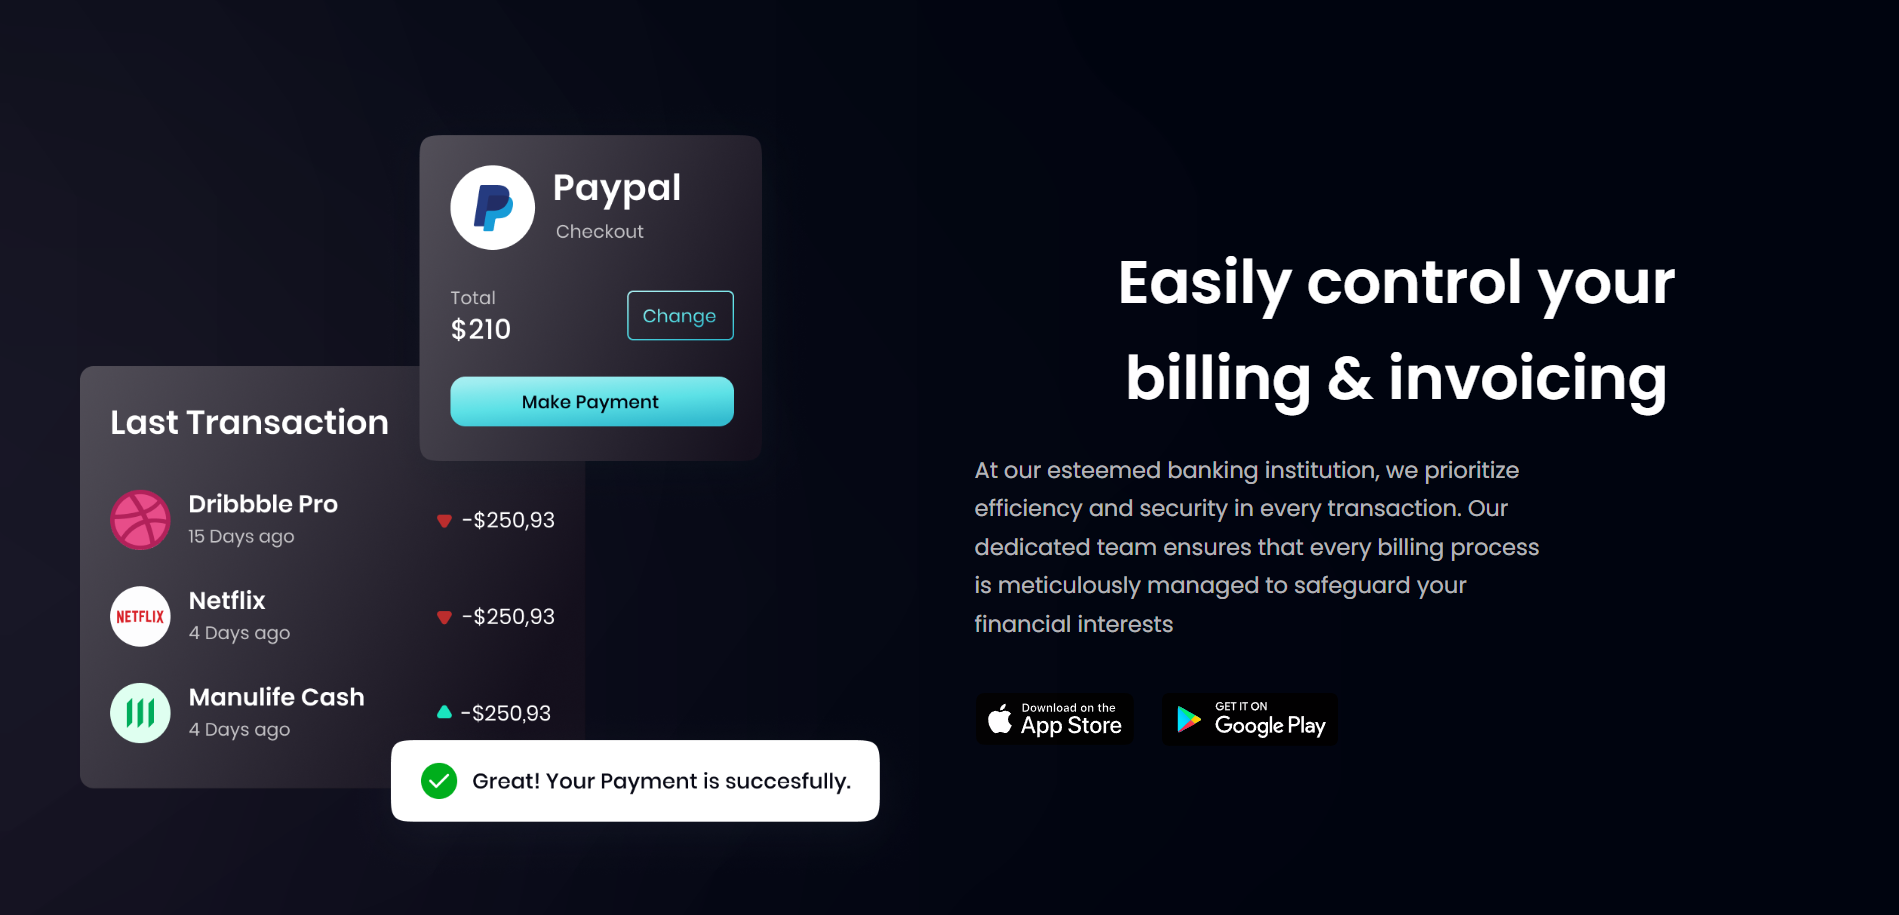 Paypal
Checkout
Total
$210
Change
Make Payment
Last Transaction
Dribbble Pro
15 Days ago
-$250,93
NETFLIX
Netflix
4 Days ago
-$250,93
Manulife Cash
4 Days ago
-$250,93
Great! Your Payment is succesfully.
Easily control your
billing & invoicing
At our esteemed banking institution, we prioritize
efficiency and security in every transaction. Our
dedicated team ensures that every billing process
is meticulously managed to safeguard your
financial interests
Download on the
App Store
GET IT ON
Google Play